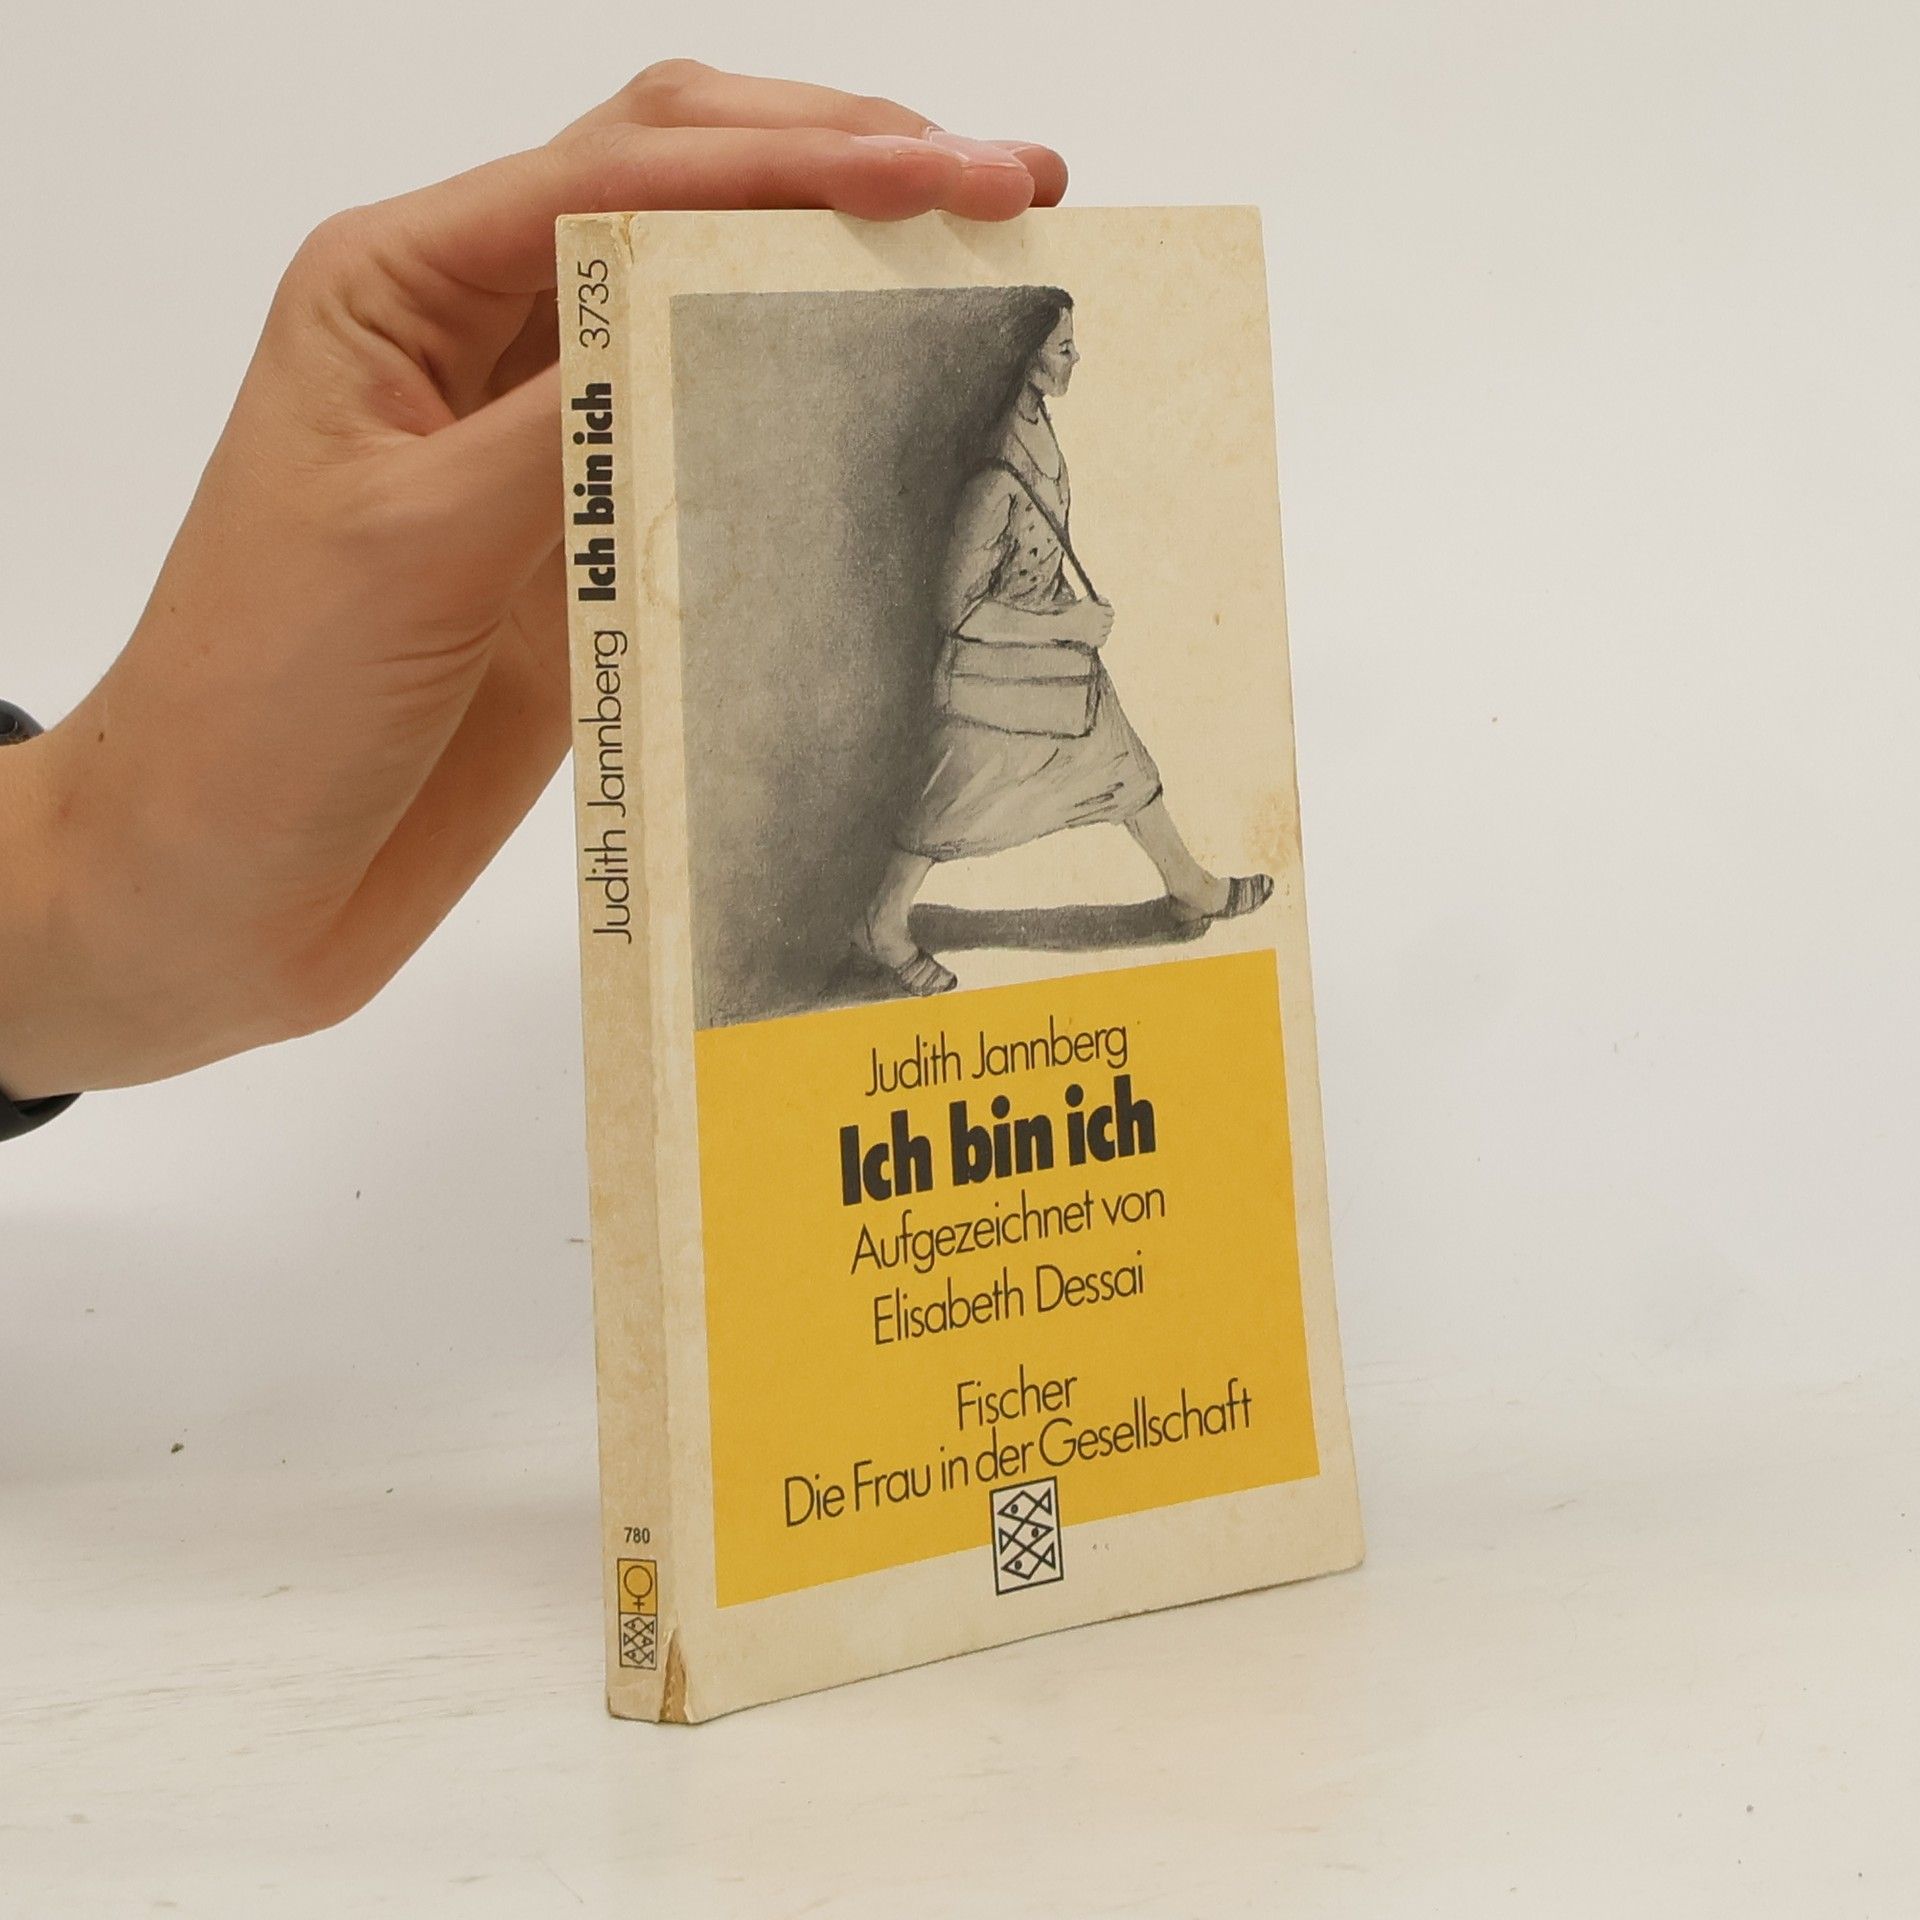 Judith Jannberg Ich bin ich 3735
780
Judith Jannberg
Ich bin ich
Aufgezeichnet von
Elisabeth Dessai
Fischer
Die Frau in der Gesellschaft